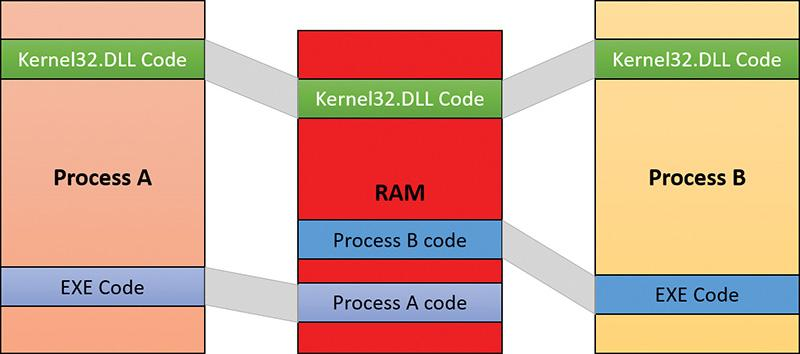 Kernel32.DLL Code
Process A
EXE Code
Kernel32.DLL Code
RAM
Process B code
Process A code
Kernel32.DLL Code
Process B
EXE Code